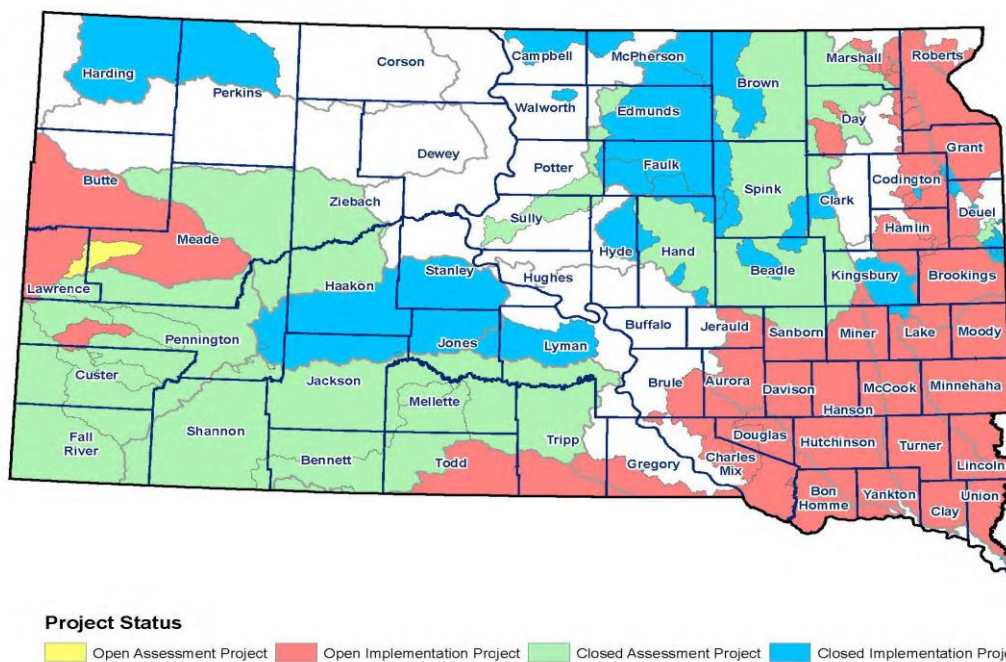 Harding
Perkins
Corson
Campbell
McPherson
Brown
Marshall
Roberts
Walworth
Edmunds
Day
Dewey
Grant
Butte
Ziebach
Potter
Faulk
Spink
Codington
Clark
Deuel
Hamlin
Meade
Sully
Hyde
Hand
Stanley
Hughes
Beadle
Kingsbury
Brookings
Lawrence
Haakon
Pennington
Jones
Lyman
Buffalo
Jerauld
Sanborn
Miner
Lake
Moody
Custer
Jackson
Mellette
Brule
Aurora
Davison
McCook
Minnehaha
Hanson
Fall
River
Shannon
Bennett
Todd
Tripp
Gregory
Douglas
Charles
Mix
Hutchinson
Turner
Lincoln
Bon
Homme
Yankton
Clay
Union
Project Status
Open Assessment Project Open Implementation Project Closed Assessment Project Closed Implementation Proj